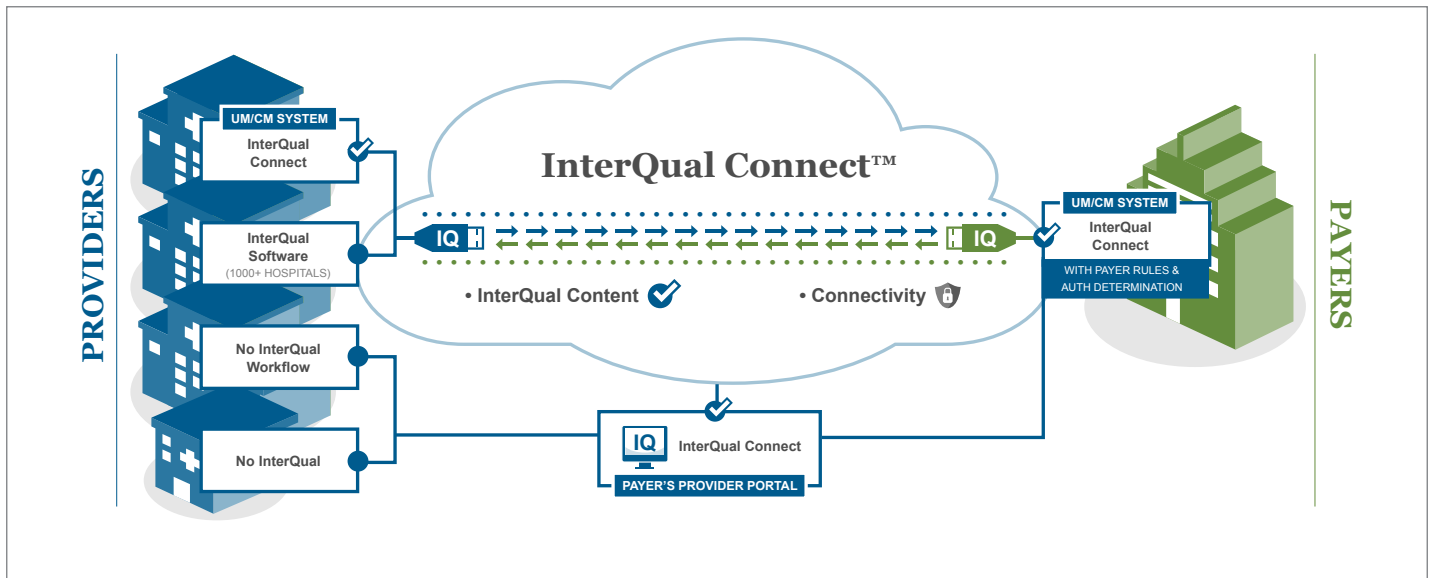 PROVIDERS
UM/CM SYSTEM
InterQual
Connect
InterQual
Software
(1000+ HOSPITALS)
No InterQual
Workflow
No InterQual
InterQual Connect™
IQ
IQ
• InterQual Content
• Connectivity
IQ
InterQual Connect
PAYER'S PROVIDER PORTAL
UM/CM SYSTEM
InterQual
Connect
WITH PAYER RULES &
AUTH DETERMINATION
PAYERS